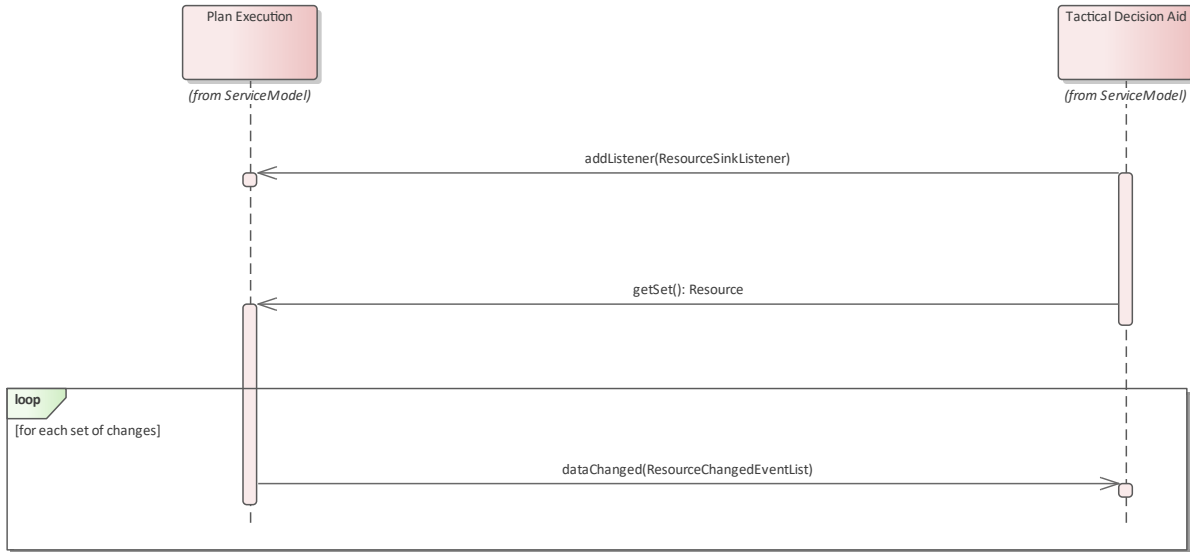 Plan Execution
Tactical Decision Aid
(from ServiceModel)
(from ServiceModel)
addListener(ResourceSinkListener)
getSet(): Resource
loop
[for each set of changes]
dataChanged(ResourceChangedEventList)